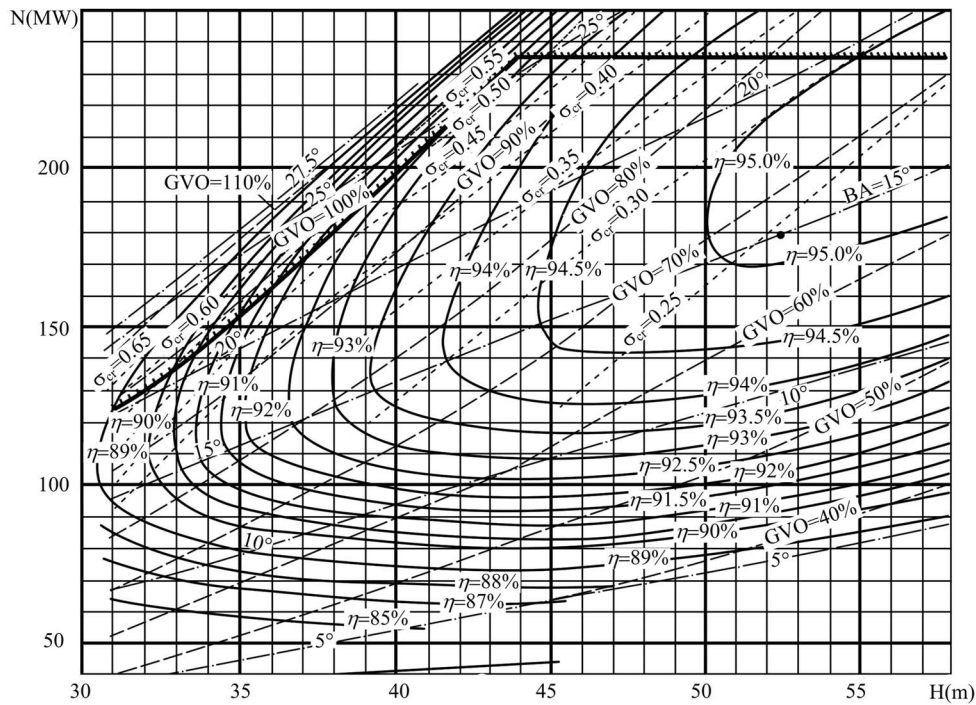 N(MW)
25°
σcr=0.55
σcr=0.50
σcr=0.45
σcr=0.40
GVO=80%
20°
GVO=90%
200
27.5°
GVO=110%
25°
GVO=100%
σcr=0.35
σcr=0.30
η=95.0%
BA=15°
η=94%
η=94.5%
GVO=70%
η=95.0%
σcr=0.25
GVO=60%
150
σcr=0.65
σcr=0.60
20°
η=93%
η=94.5%
η=91%
η=94%
10°
GVO=50%
η=90%
η=92%
η=93.5%
η=93%
η=89%
15°
η=92.5%
η=92%
100
η=91.5%
η=91%
η=90%
GVO=40%
10°
η=89%
5°
η=88%
η=87%
η=85%
50
5°
30
35
40
45
50
55
H(m)